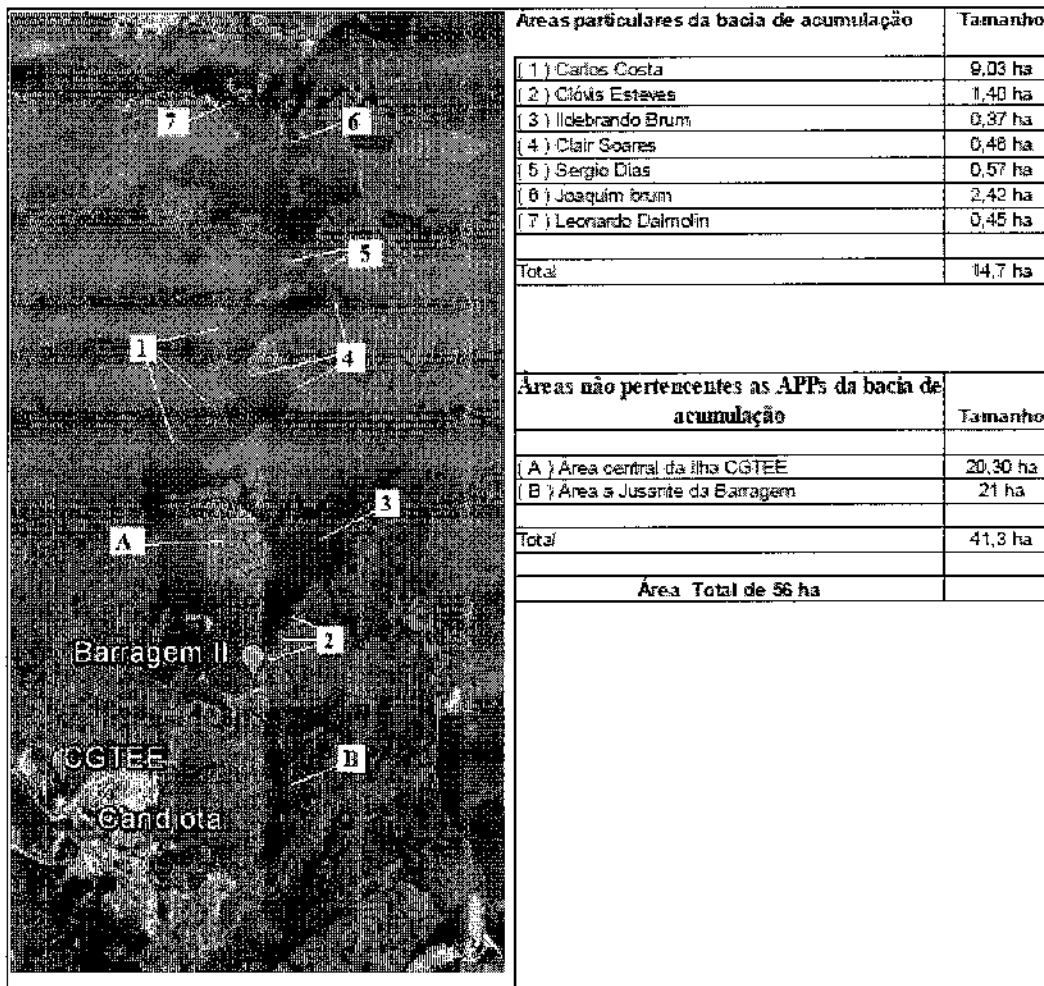 7
6
5
1
4
3
A
2
Barragem II
B
CGTEE
Candiota
Áreas particulares da bacia de acumulação Tamanho
( 1 ) Carlos Costa 9,03 ha
( 2 ) Clóvis Esteves 1,40 ha
( 3 ) Ildebrando Brum 0,37 ha
( 4 ) Clair Soares 0,46 ha
( 5 ) Sergio Dias 0,57 ha
( 6 ) Joaquim brum 2,42 ha
( 7 ) Leonardo Dalmolin 0,45 ha
Total 14,7 ha
Áreas não pertencentes as APPs da bacia de
acumulação Tamanho
( A ) Área central da Ilha CGTEE 20,30 ha
( B ) Área a Jusante da Barragem 21 ha
Total 41,3 ha
Área Total de 56 ha